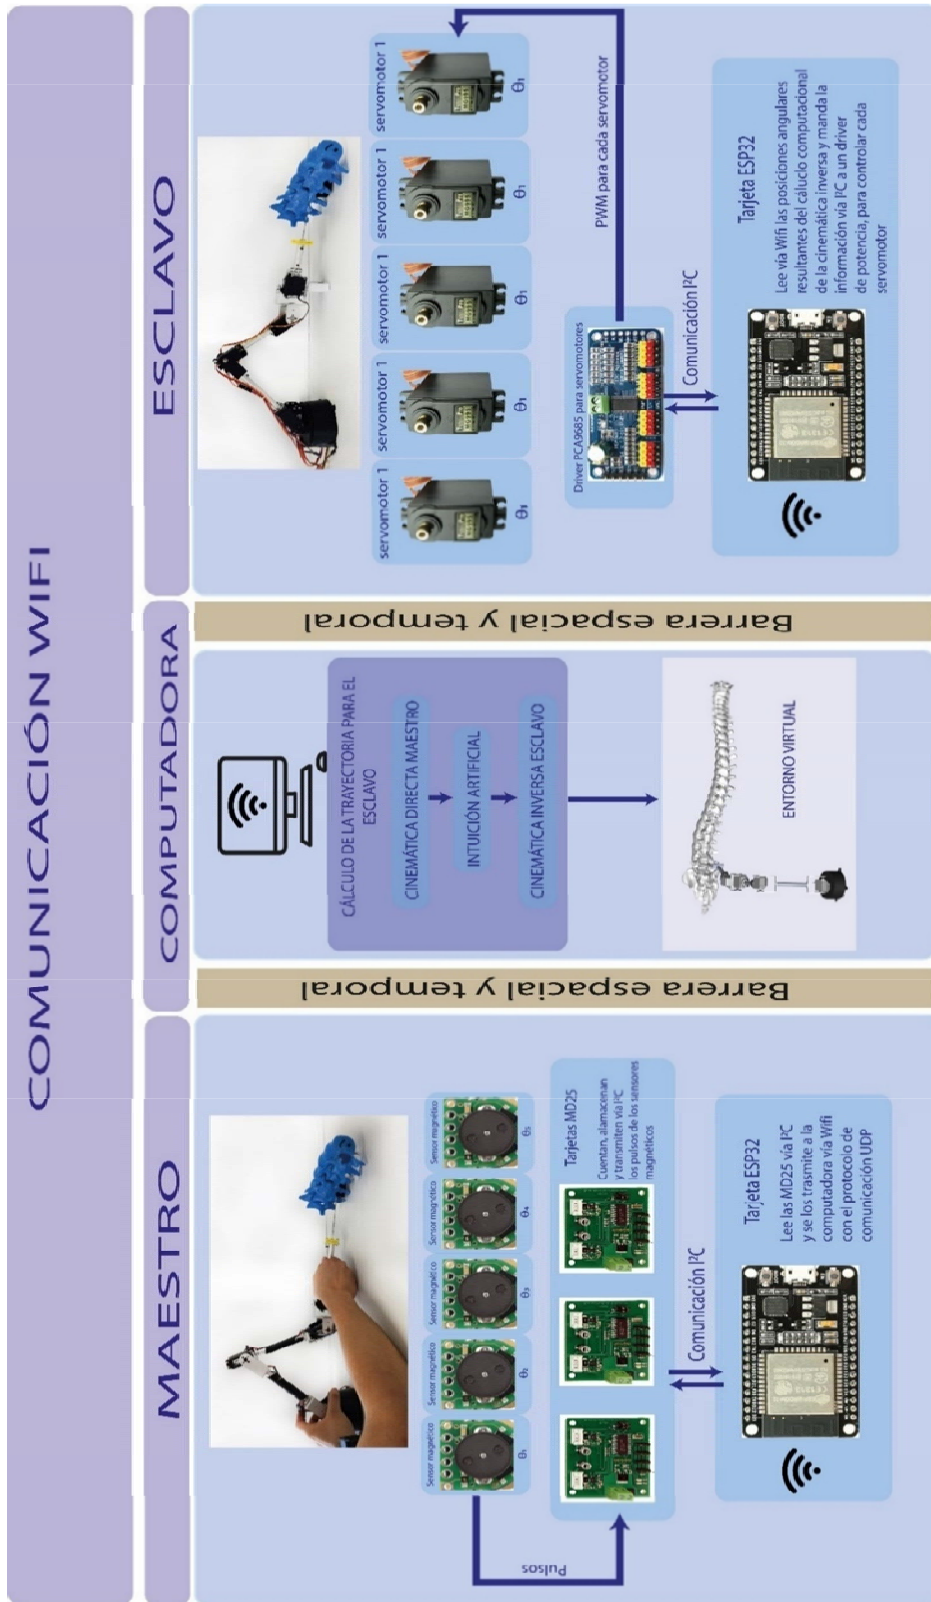 COMUNICACIÓN WIFI
MAESTRO
Sensor magnético
θ₁
Sensor magnético
θ₂
Sensor magnético
θ₃
Sensor magnético
θ₄
Sensor magnético
θ₅
Pulsos
Tarjetas MD25
Cuentan, alamacenan
y transmiten vía I²C
los pulsos de los sensores
magnéticos
Comunicación I²C
Tarjeta ESP32
Lee las MD25 vía I²C
y se los trasmite a la
computadora vía Wifi
con el protocolo de
comunicación UDP
Barrera espacial y temporal
COMPUTADORA
CÁLCULO DE LA TRAYECTORIA PARA EL
ESCLAVO
CINEMÁTICA DIRECTA MAESTRO
INTUICIÓN ARTIFICIAL
CINEMÁTICA INVERSA ESCLAVO
ENTORNO VIRTUAL
Barrera espacial y temporal
ESCLAVO
servomotor 1
θ₁
servomotor 1
θ₁
servomotor 1
θ₁
servomotor 1
θ₁
servomotor 1
θ₁
PWM para cada servomotor
Driver PCA9685 para servomotores
Comunicación I²C
Tarjeta ESP32
Lee vía Wifi las posiciones angulares
resultantes del cáluclo computacional
de la cinemática inversa y manda la
información vía I²C a un driver
de potencia, para controlar cada
servomotor